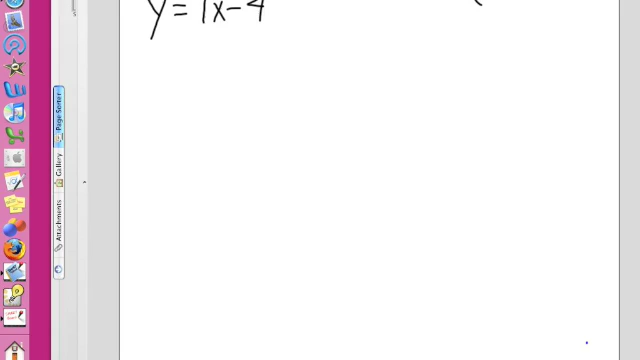 y = 1x - 4
Page Sorter
Gallery
Attachments